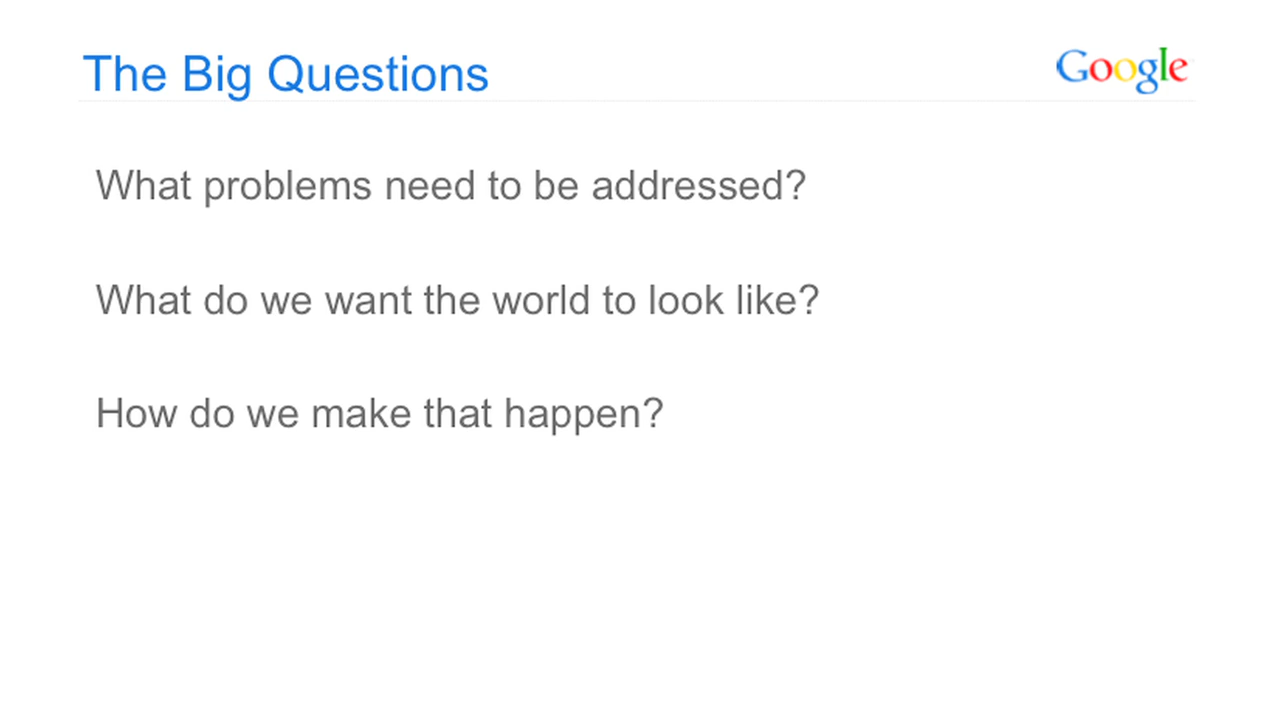 The Big Questions
Google
What problems need to be addressed?
What do we want the world to look like?
How do we make that happen?